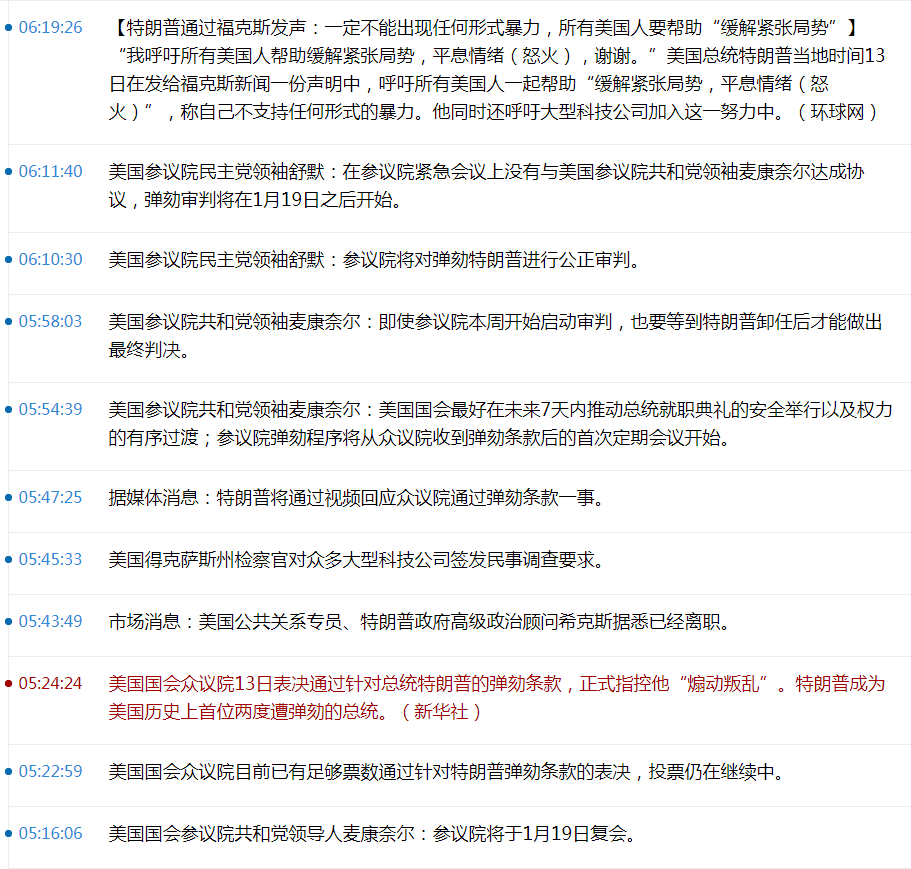 06:19:26 【特朗普通过福克斯发声：一定不能出现任何形式暴力，所有美国人要帮助“缓解紧张局势”】
“我呼吁所有美国人帮助缓解紧张局势，平息情绪（怒火），谢谢。”美国总统特朗普当地时间13
日在发给福克斯新闻一份声明中，呼吁所有美国人一起帮助“缓解紧张局势，平息情绪（怒
火）”，称自己不支持任何形式的暴力。他同时还呼吁大型科技公司加入这一努力中。（环球网）
06:11:40 美国参议院民主党领袖舒默：在参议院紧急会议上没有与美国参议院共和党领袖麦康奈尔达成协
议，弹劾审判将在1月19日之后开始。
06:10:30 美国参议院民主党领袖舒默：参议院将对弹劾特朗普进行公正审判。
05:58:03 美国参议院共和党领袖麦康奈尔：即使参议院本周开始启动审判，也要等到特朗普卸任后才能做出
最终判决。
05:54:39 美国参议院共和党领袖麦康奈尔：美国国会最好在未来7天内推动总统就职典礼的安全举行以及权力
的有序过渡；参议院弹劾程序将从众议院收到弹劾条款后的首次定期会议开始。
05:47:25 据媒体消息：特朗普将通过视频回应众议院通过弹劾条款一事。
05:45:33 美国得克萨斯州检察官对众多大型科技公司签发民事调查要求。
05:43:49 市场消息：美国公共关系专员、特朗普政府高级政治顾问希克斯据悉已经离职。
05:24:24 美国国会众议院13日表决通过针对总统特朗普的弹劾条款，正式指控他“煽动叛乱”。特朗普成为
美国历史上首位两度遭弹劾的总统。（新华社）
05:22:59 美国国会众议院目前已有足够票数通过针对特朗普弹劾条款的表决，投票仍在继续中。
05:16:06 美国国会参议院共和党领导人麦康奈尔：参议院将于1月19日复会。